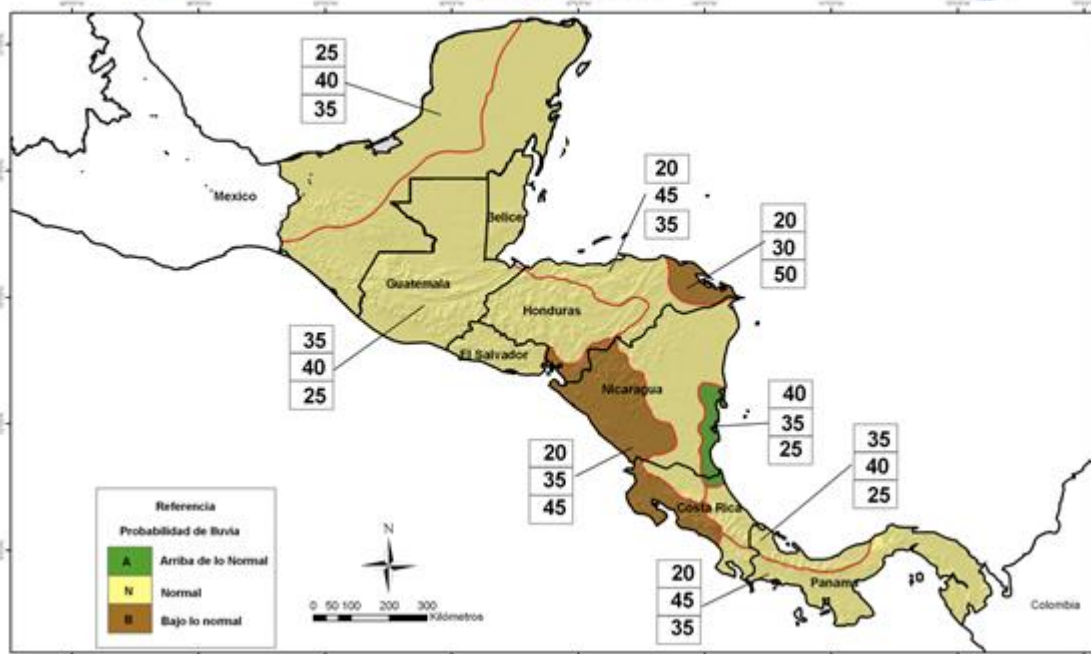 25
40
35
Mexico
20
45
35
20
30
50
Belice
Guatemala
Honduras
35
40
25
El Salvador
Nicaragua
40
35
25
20
35
45
35
40
25
Costa Rica
20
45
35
Panama
Colombia
Referencia
Probabilidad de lluvia
A Arriba de lo Normal
N Normal
B Bajo lo normal
N
0 50 100 200 300
Kilómetros